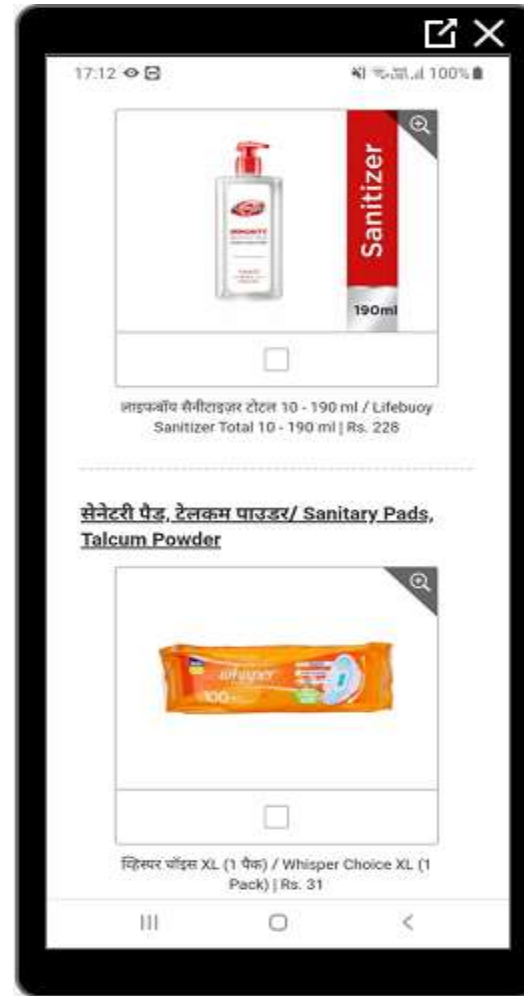 17:12
100%
Sanitizer
190ml
लाइफबॉय सैनीटाइज़र टोटल 10 - 190 ml / Lifebuoy
Sanitizer Total 10 - 190 ml | Rs. 228
सेनेटरी पैड, टेलकम पाउडर/ Sanitary Pads,
Talcum Powder
whisper
व्हिस्पर चॉइस XL (1 पैक) / Whisper Choice XL (1
Pack) | Rs. 31